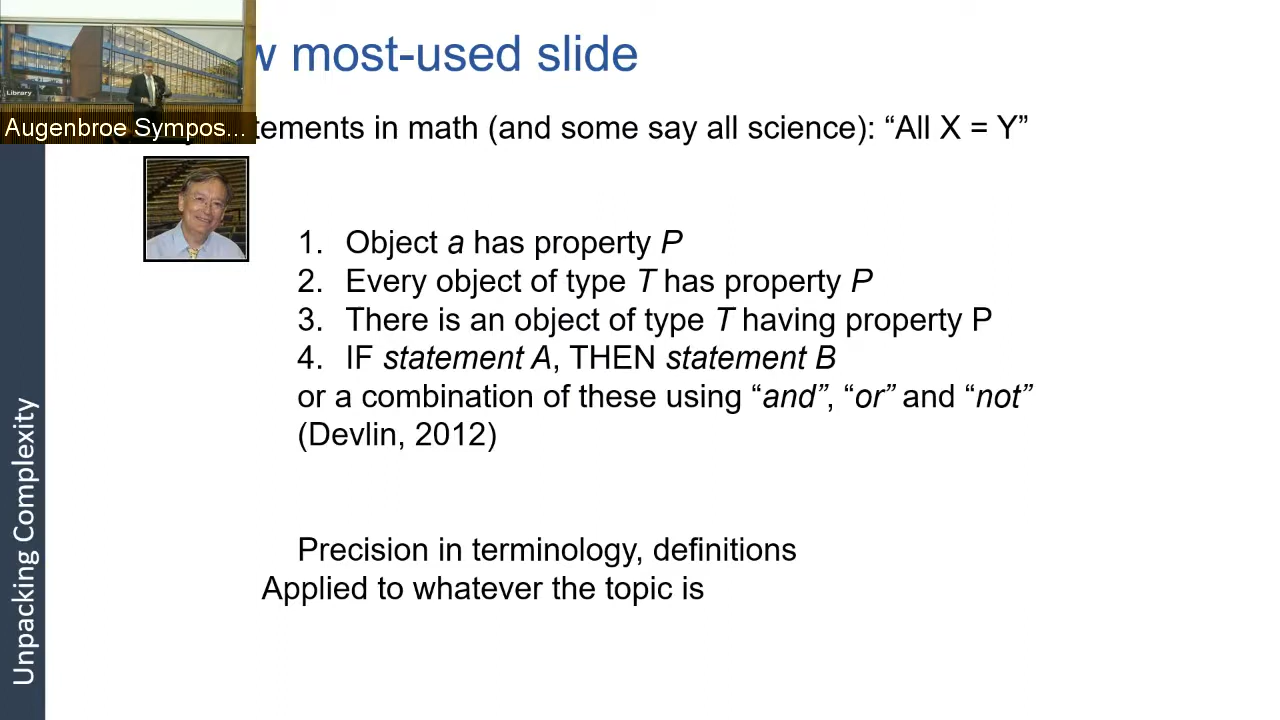 w most-used slide
Library
Augenbroe Sympos...
tements in math (and some say all science): “All X = Y”
1. Object a has property P
2. Every object of type T has property P
3. There is an object of type T having property P
4. IF statement A, THEN statement B
or a combination of these using “and”, “or” and “not”
(Devlin, 2012)
Precision in terminology, definitions
Applied to whatever the topic is
Unpacking Complexity